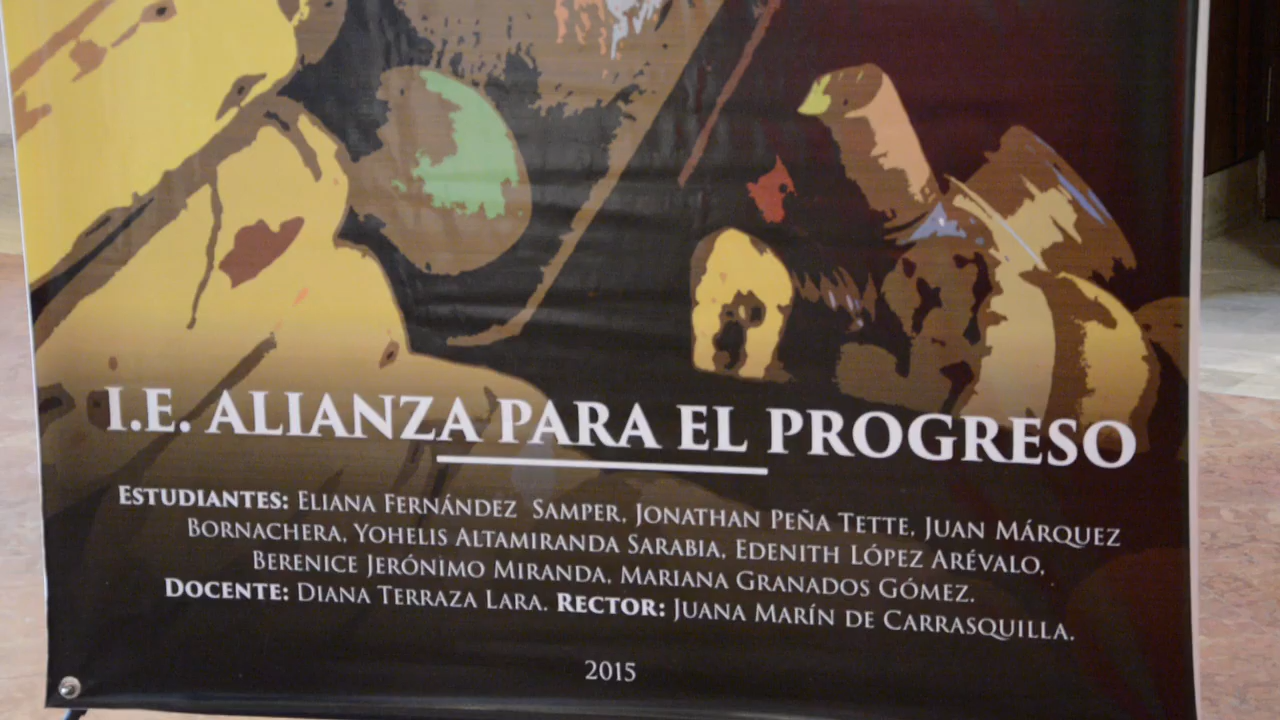 I.E. ALIANZA PARA EL PROGRESO
ESTUDIANTES: ELIANA FERNÁNDEZ SAMPER, JONATHAN PEÑA TETTE, JUAN MÁRQUEZ
BORNACHERA, YOHELIS ALTAMIRANDA SARABIA, EDENITH LÓPEZ ARÉVALO,
BERENICE JERÓNIMO MIRANDA, MARIANA GRANADOS GÓMEZ.
DOCENTE: DIANA TERRAZA LARA. RECTOR: JUANA MARÍN DE CARRASQUILLA.
2015